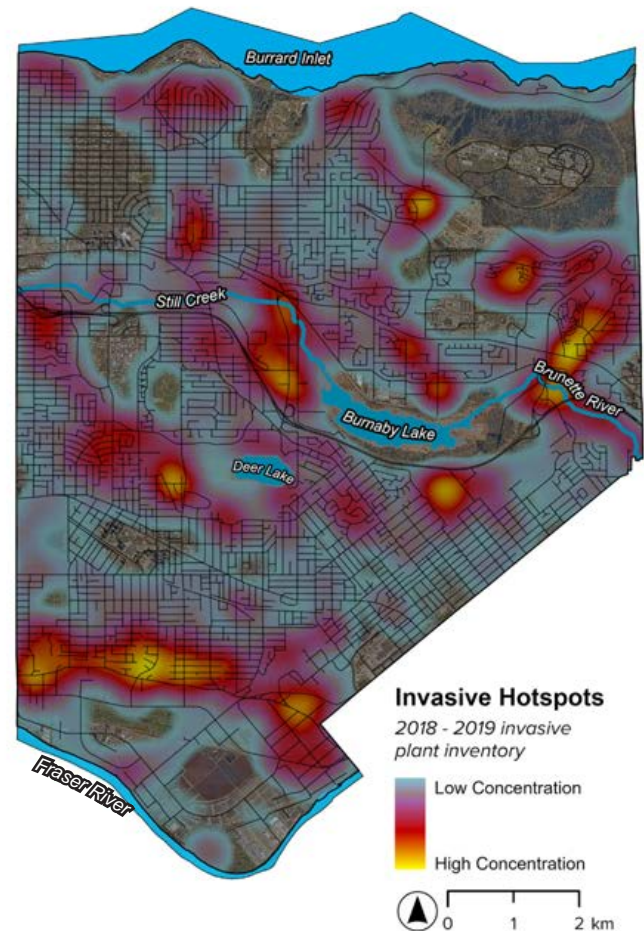 Burrard Inlet
Still Creek
Brunette River
Burnaby Lake
Deer Lake
Fraser River
Invasive Hotspots
2018 - 2019 invasive
plant inventory
Low Concentration
High Concentration
0 1 2 km